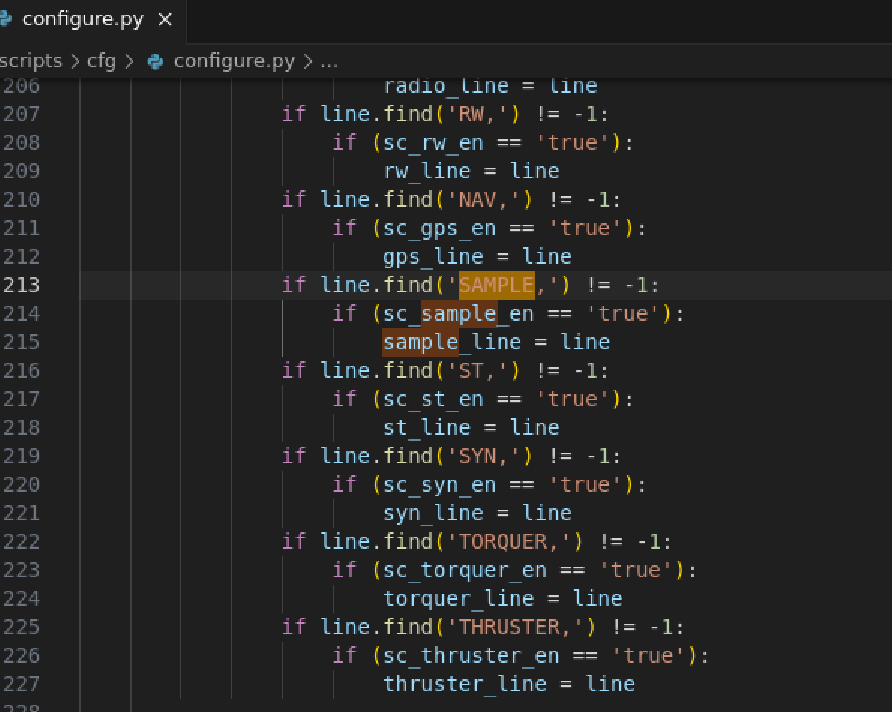 configure.py ×
scripts > cfg > configure.py > ...
206 radio_line = line
207 if line.find('RW,') != -1:
208 if (sc_rw_en == 'true'):
209 rw_line = line
210 if line.find('NAV,') != -1:
211 if (sc_gps_en == 'true'):
212 gps_line = line
213 if line.find('SAMPLE,') != -1:
214 if (sc_sample_en == 'true'):
215 sample_line = line
216 if line.find('ST,') != -1:
217 if (sc_st_en == 'true'):
218 st_line = line
219 if line.find('SYN,') != -1:
220 if (sc_syn_en == 'true'):
221 syn_line = line
222 if line.find('TORQUER,') != -1:
223 if (sc_torquer_en == 'true'):
224 torquer_line = line
225 if line.find('THRUSTER,') != -1:
226 if (sc_thruster_en == 'true'):
227 thruster_line = line
228